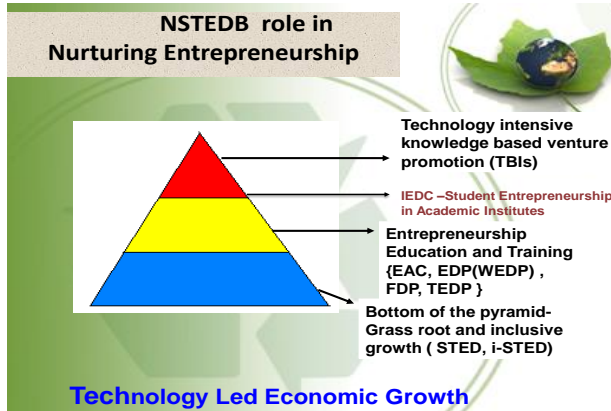 NSTEDB role in
Nurturing Entrepreneurship
Technology intensive
knowledge based venture
promotion (TBIs)
IEDC –Student Entrepreneurship
in Academic Institutes
Entrepreneurship
Education and Training
{EAC, EDP(WEDP) ,
FDP, TEDP }
Bottom of the pyramid-
Grass root and inclusive
growth ( STED, i-STED)
Technology Led Economic Growth